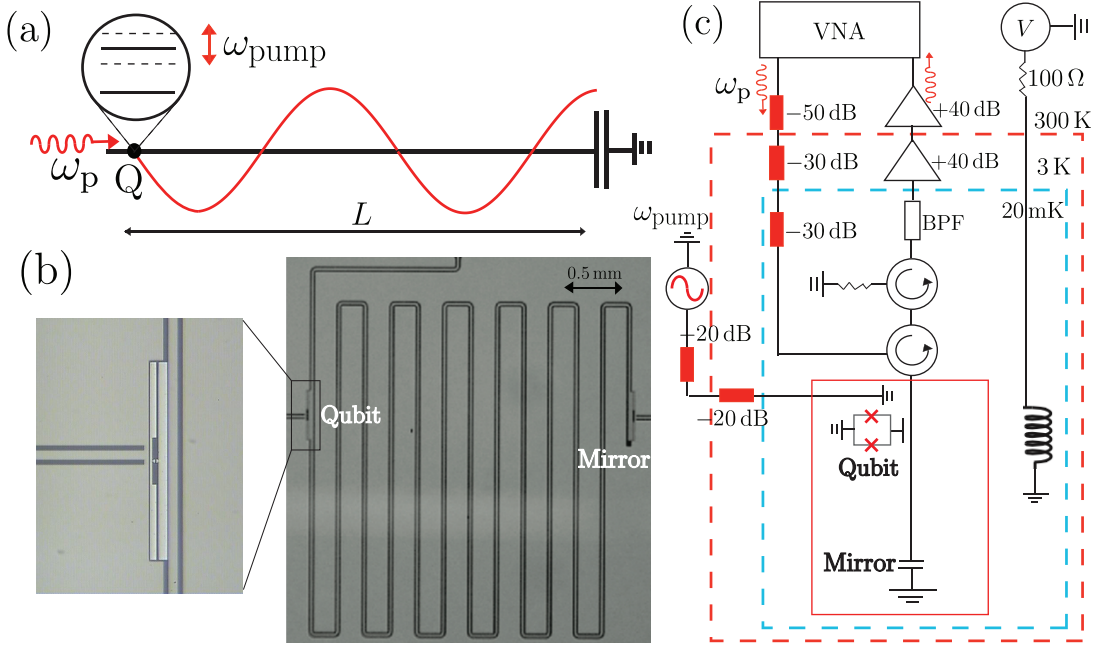 (a)
ω_pump
ω_p
Q
L
(b)
0.5 mm
Qubit
Mirror
(c)
VNA
V
ω_p
100 Ω
−50 dB
+40 dB
300 K
−30 dB
+40 dB
3 K
ω_pump
20 mK
−30 dB
BPF
−20 dB
−20 dB
Qubit
Mirror